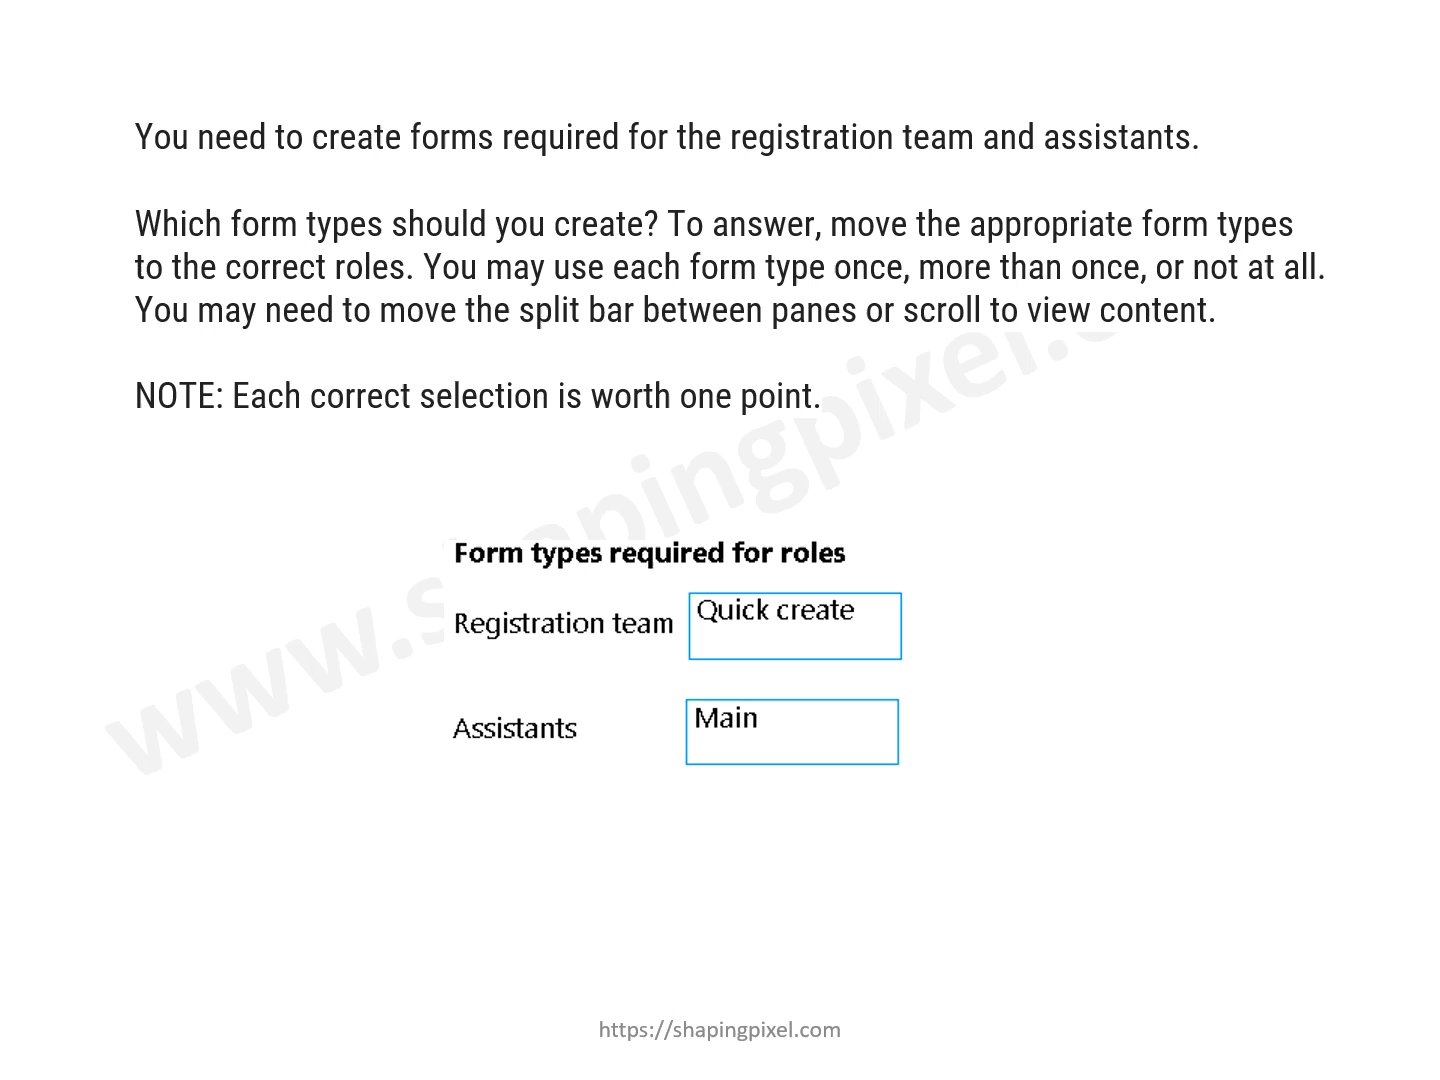 You need to create forms required for the registration team and assistants.
Which form types should you create? To answer, move the appropriate form types
to the correct roles. You may use each form type once, more than once, or not at all.
You may need to move the split bar between panes or scroll to view content.
NOTE: Each correct selection is worth one point.
Form types required for roles
Registration team
Quick create
Assistants
Main
https://shapingpixel.com